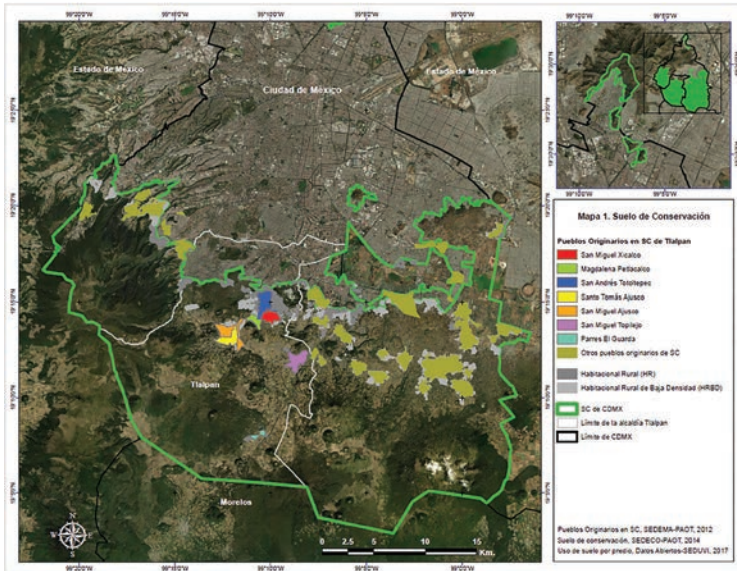 Estado de México
Ciudad de México
Estado de México
Tlalpan
Morelos
0 2.5 5 10 15
Km.
Mapa 1. Suelo de Conservación
Pueblos Originarios en SC de Tlalpan
San Miguel Xicalco
Magdalena Petlacalco
San Andrés Totoltepec
Santo Tomás Ajusco
San Miguel Ajusco
San Miguel Topilejo
Parres El Guarda
Otros pueblos originarios de SC
Habitacional Rural (HR)
Habitacional Rural de Baja Densidad (HRBD)
SC de CDMX
Límite de la alcaldía Tlalpan
Límite de CDMX
Pueblos Originarios en SC, SEDEMA-PAOT, 2012
Suelo de conservación, SEDECO-PAOT, 2014
Uso de suelo por predio, Datos Abiertos-SEDUVI, 2017